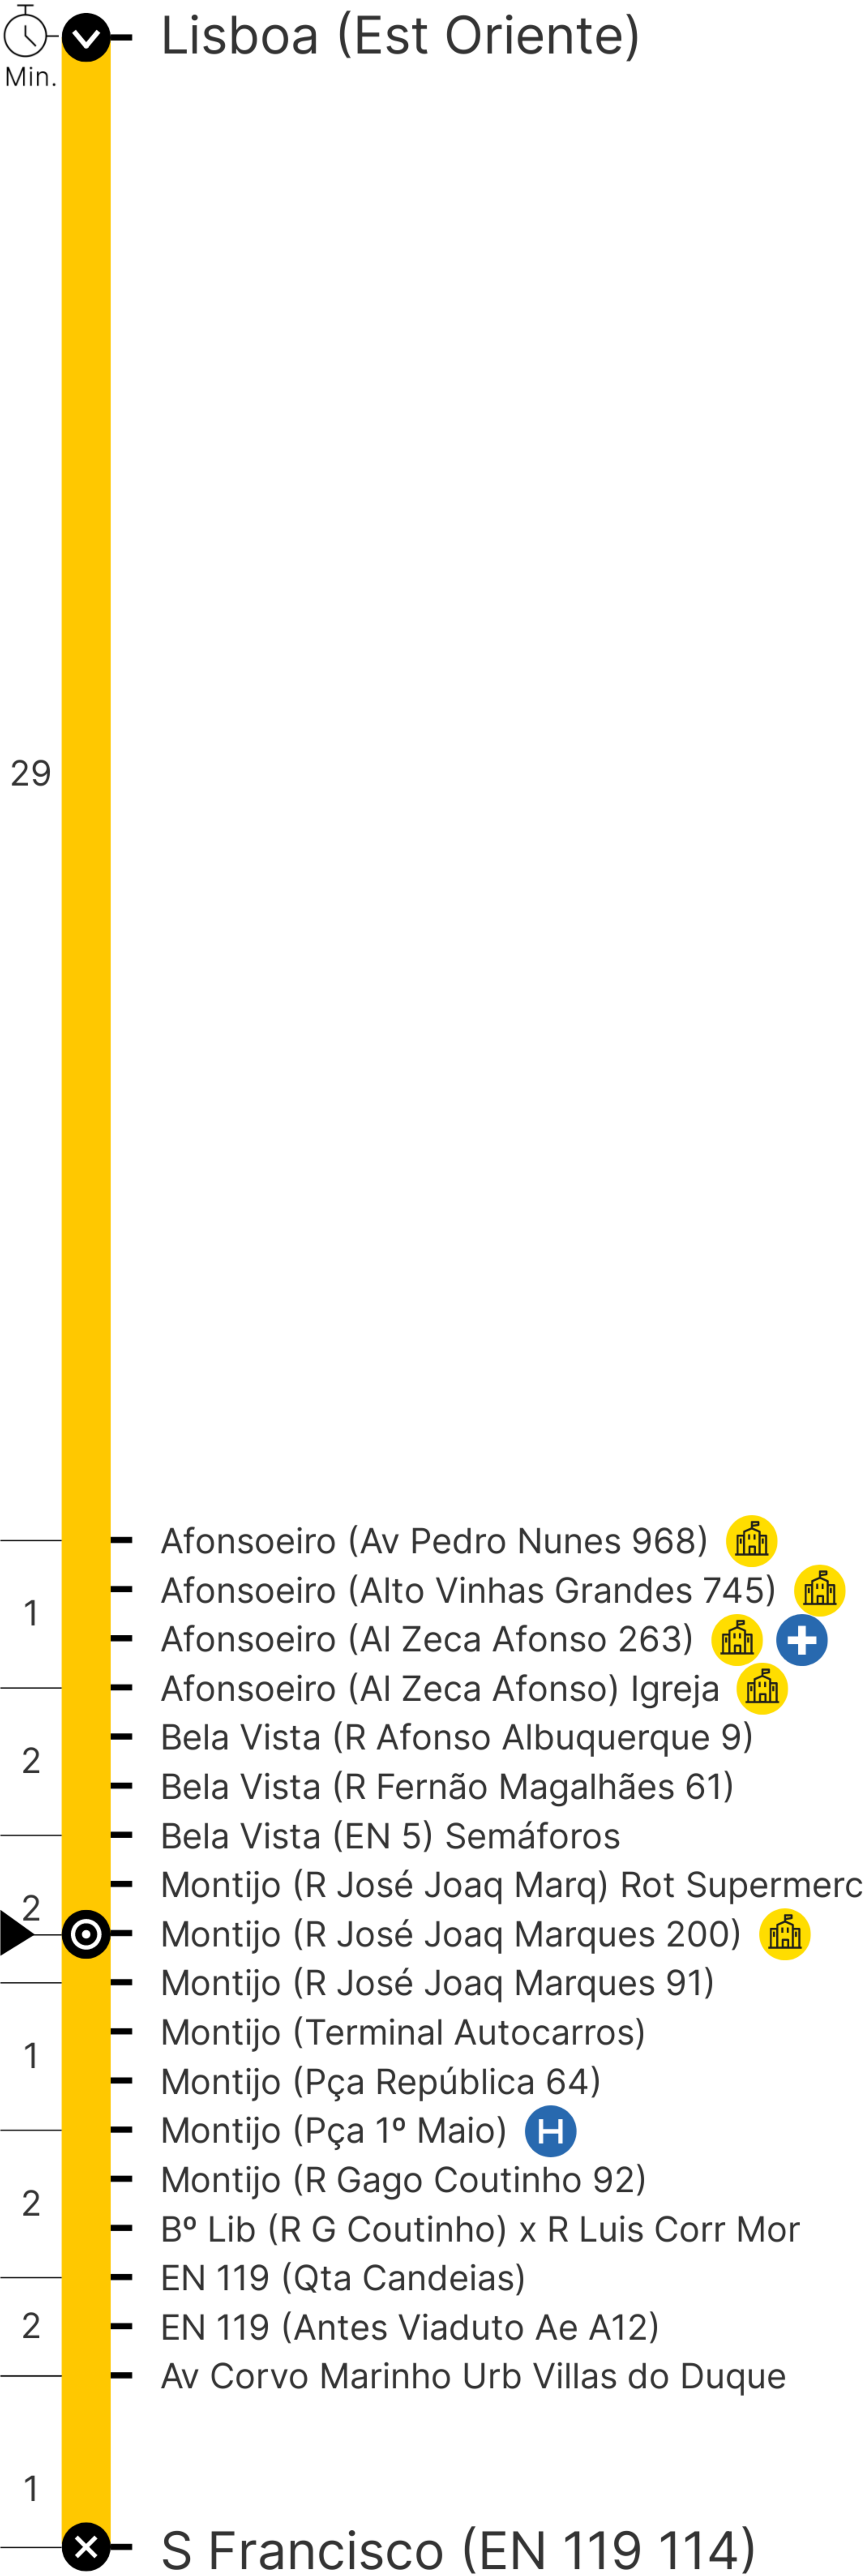 Lisboa (Est Oriente)
Min.
29
Afonsoeiro (Av Pedro Nunes 968)
Afonsoeiro (Alto Vinhas Grandes 745)
1
Afonsoeiro (Al Zeca Afonso 263)
Afonsoeiro (Al Zeca Afonso) Igreja
Bela Vista (R Afonso Albuquerque 9)
2
Bela Vista (R Fernão Magalhães 61)
Bela Vista (EN 5) Semáforos
Montijo (R José Joaq Marq) Rot Supermerc
2
Montijo (R José Joaq Marques 200)
Montijo (R José Joaq Marques 91)
Montijo (Terminal Autocarros)
1
Montijo (Pça República 64)
Montijo (Pça 1º Maio) H
Montijo (R Gago Coutinho 92)
2
Bº Lib (R G Coutinho) x R Luis Corr Mor
EN 119 (Qta Candeias)
2
EN 119 (Antes Viaduto Ae A12)
Av Corvo Marinho Urb Villas do Duque
1
S Francisco (EN 119 114)